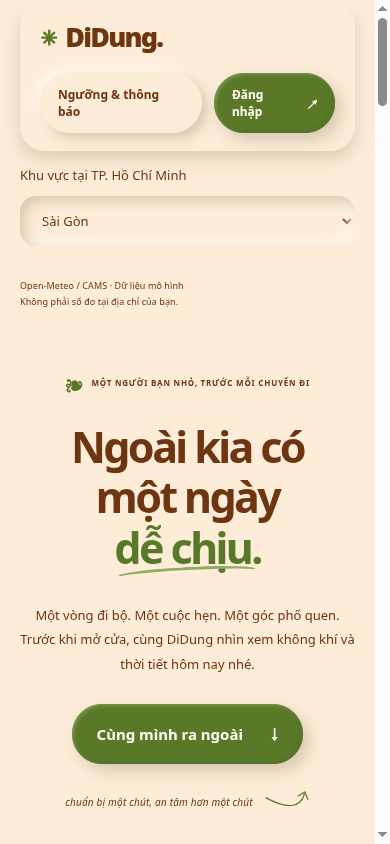 DiDung.
Ngưỡng & thông
báo
Đăng
nhập
Khu vực tại TP. Hồ Chí Minh
Sài Gòn
Open-Meteo / CAMS · Dữ liệu mô hình
Không phải số đo tại địa chỉ của bạn.
MỘT NGƯỜI BẠN NHỎ, TRƯỚC MỖI CHUYẾN ĐI
Ngoài kia có
một ngày
dễ chịu.
Một vòng đi bộ. Một cuộc hẹn. Một góc phố quen.
Trước khi mở cửa, cùng DiDung nhìn xem không khí và
thời tiết hôm nay nhé.
Cùng mình ra ngoài
chuẩn bị một chút, an tâm hơn một chút